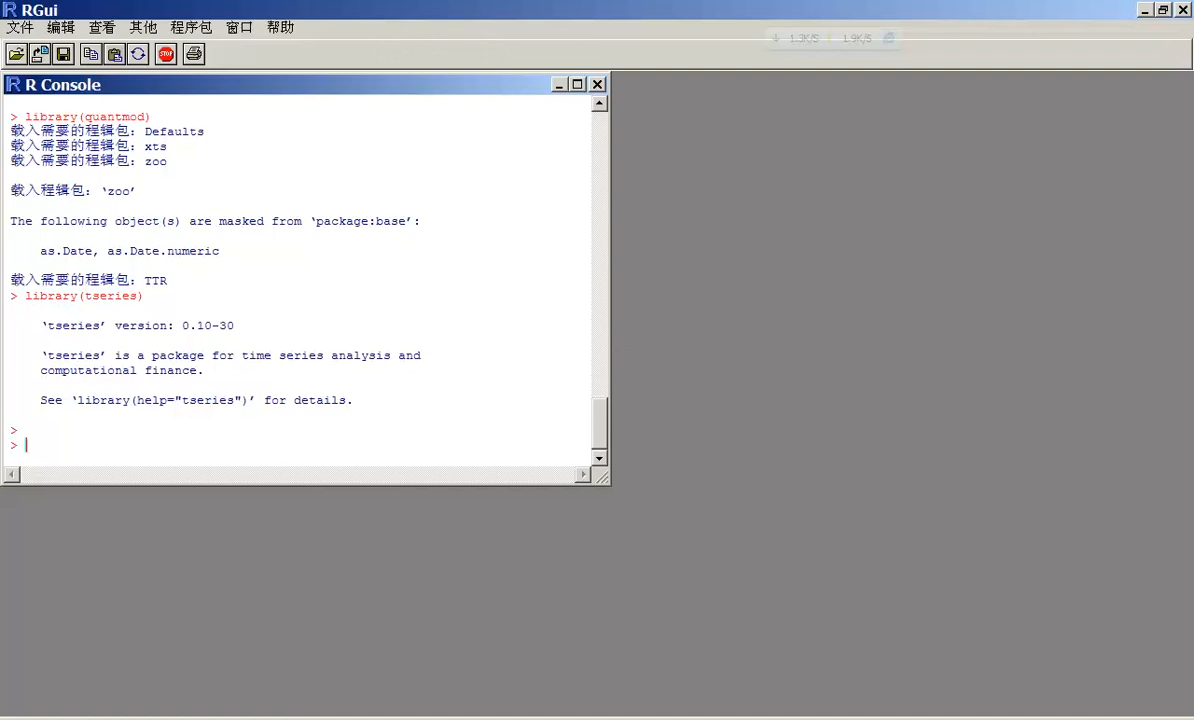 RGui
文件 编辑 查看 其他 程序包 窗口 帮助
↓ 1.3K/S ↑ 1.9K/S
STOP
R Console
> library(quantmod)
载入需要的程辑包: Defaults
载入需要的程辑包: xts
载入需要的程辑包: zoo
载入程辑包: ‘zoo’
The following object(s) are masked from ‘package:base’:
as.Date, as.Date.numeric
载入需要的程辑包: TTR
> library(tseries)
‘tseries’ version: 0.10-30
‘tseries’ is a package for time series analysis and
computational finance.
See ‘library(help="tseries")’ for details.
>
>